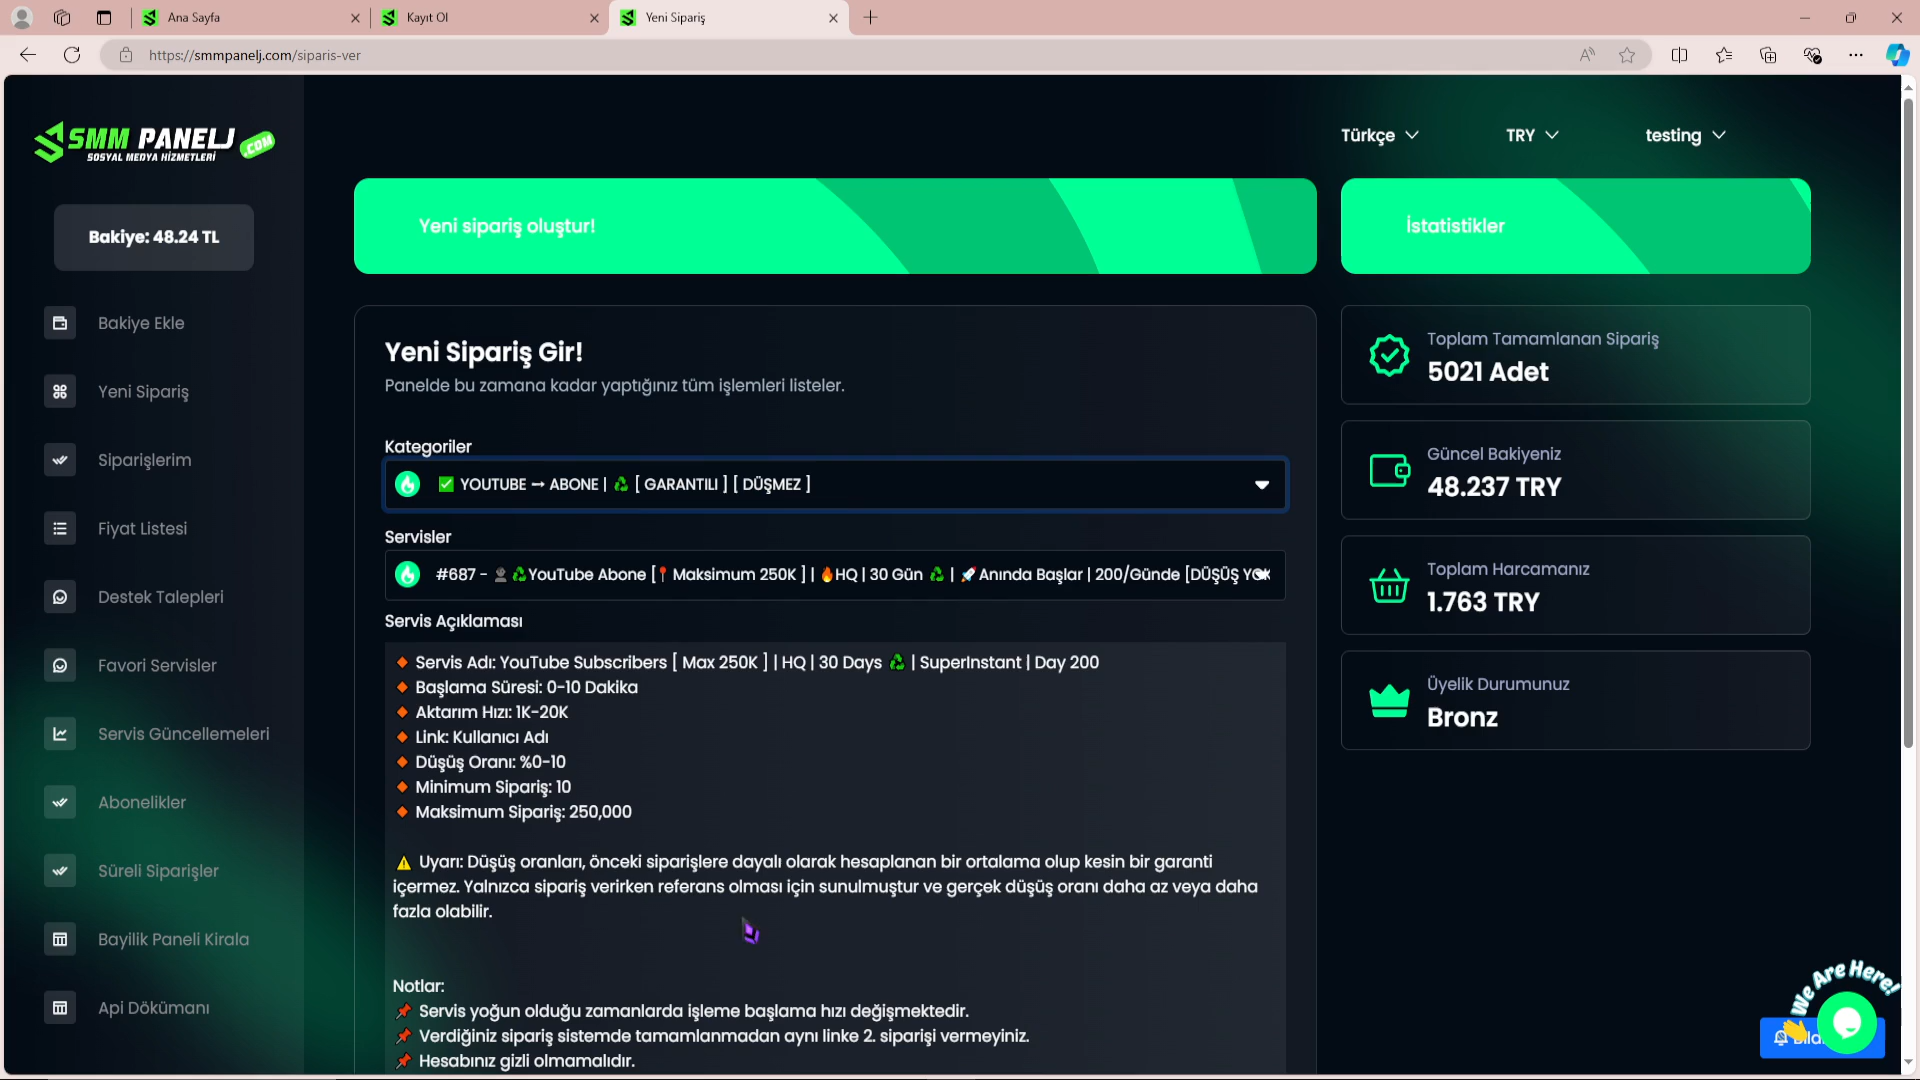 Ana Sayfa
Kayıt Ol
Yeni Sipariş
https://smmpanelj.com/siparis-ver
SMM PANELJ .COM
SOSYAL MEDYA HİZMETLERİ
Türkçe
TRY
testing
Bakiye: 48.24 TL
Bakiye Ekle
Yeni Sipariş
Siparişlerim
Fiyat Listesi
Destek Talepleri
Favori Servisler
Servis Güncellemeleri
Abonelikler
Süreli Siparişler
Bayilik Paneli Kirala
Api Dökümanı
Yeni sipariş oluştur!
Yeni Sipariş Gir!
Panelde bu zamana kadar yaptığınız tüm işlemleri listeler.
Kategoriler
✅ YOUTUBE ➙ ABONE | ♻️ [ GARANTILI ] [ DÜŞMEZ ]
Servisler
#687 - 👤 ♻️YouTube Abone [📍 Maksimum 250K ] | 🔥HQ | 30 Gün ♻️ | 🚀Anında Başlar | 200/Günde [DÜŞÜŞ
Servis Açıklaması
🔸 Servis Adı: YouTube Subscribers [ Max 250K ] | HQ | 30 Days ♻️ | SuperInstant | Day 200
🔸 Başlama Süresi: 0-10 Dakika
🔸 Aktarım Hızı: 1K-20K
🔸 Link: Kullanıcı Adı
🔸 Düşüş Oranı: %0-10
🔸 Minimum Sipariş: 10
🔸 Maksimum Sipariş: 250,000
⚠️ Uyarı: Düşüş oranları, önceki siparişlere dayalı olarak hesaplanan bir ortalama olup kesin bir garanti
içermez. Yalnızca sipariş verirken referans olması için sunulmuştur ve gerçek düşüş oranı daha az veya daha
fazla olabilir.
Notlar:
📌 Servis yoğun olduğu zamanlarda işleme başlama hızı değişmektedir.
📌 Verdiğiniz sipariş sistemde tamamlanmadan aynı linke 2. siparişi vermeyiniz.
📌 Hesabınız gizli olmamalıdır.
İstatistikler
Toplam Tamamlanan Sipariş
5021 Adet
Güncel Bakiyeniz
48.237 TRY
Toplam Harcamanız
1.763 TRY
Üyelik Durumunuz
Bronz
We Are Here!